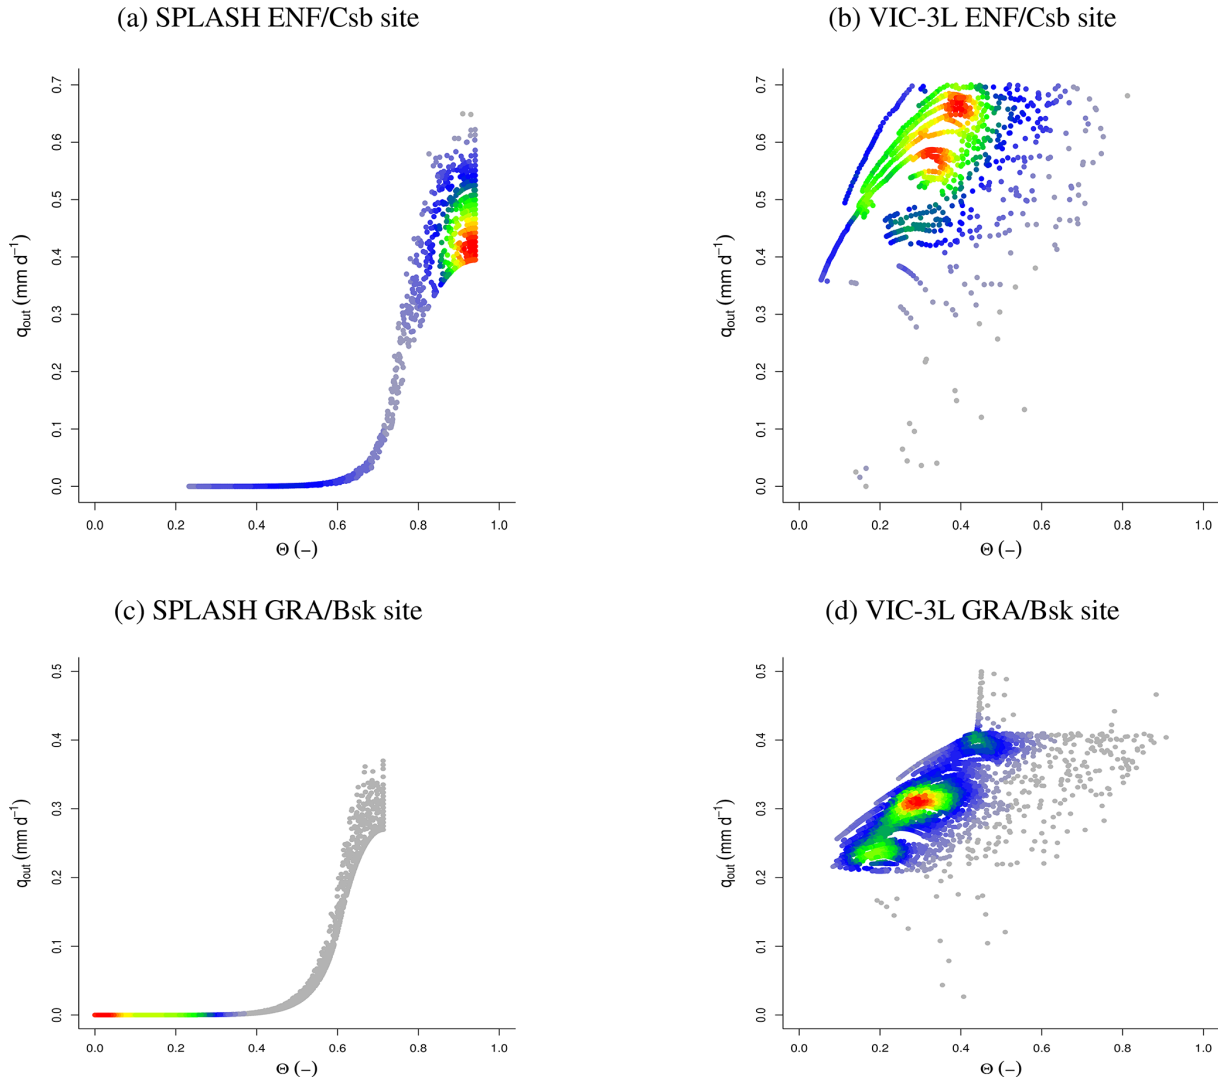 (a) SPLASH ENF/Csb site
(b) VIC-3L ENF/Csb site
0.7
0.6
0.5
0.4
0.3
0.2
0.1
0.0
q_out (mm d⁻¹)
0.0 0.2 0.4 0.6 0.8 1.0
Θ (–)
0.7
0.6
0.5
0.4
0.3
0.2
0.1
0.0
q_out (mm d⁻¹)
0.0 0.2 0.4 0.6 0.8 1.0
Θ (–)
(c) SPLASH GRA/Bsk site
(d) VIC-3L GRA/Bsk site
0.5
0.4
0.3
0.2
0.1
0.0
q_out (mm d⁻¹)
0.0 0.2 0.4 0.6 0.8 1.0
Θ (–)
0.5
0.4
0.3
0.2
0.1
0.0
q_out (mm d⁻¹)
0.0 0.2 0.4 0.6 0.8 1.0
Θ (–)